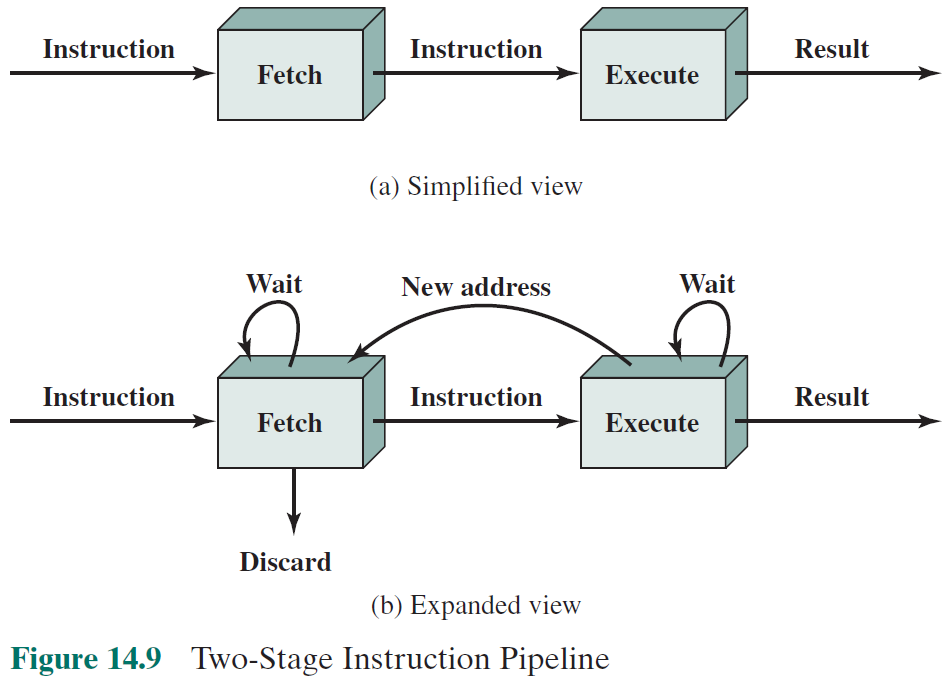 Instruction Instruction Result
Fetch Execute
(a) Simplified view
Wait New address Wait
Instruction Instruction Result
Fetch Execute
Discard
(b) Expanded view
Figure 14.9 Two-Stage Instruction Pipeline